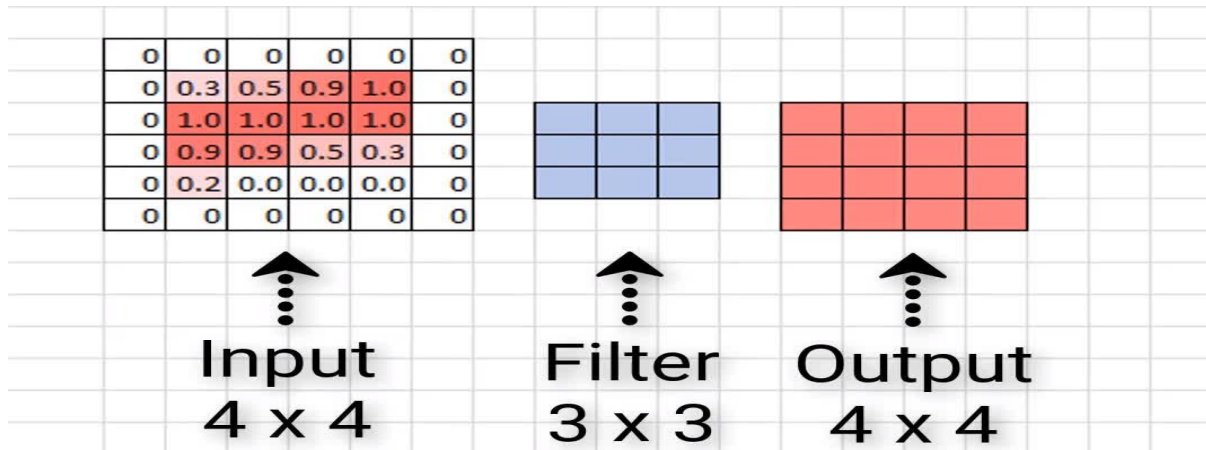 0 0 0 0 0 0
0 0.3 0.5 0.9 1.0 0
0 1.0 1.0 1.0 1.0 0
0 0.9 0.9 0.5 0.3 0
0 0.2 0.0 0.0 0.0 0
0 0 0 0 0 0
Input
4 x 4
Filter
3 x 3
Output
4 x 4